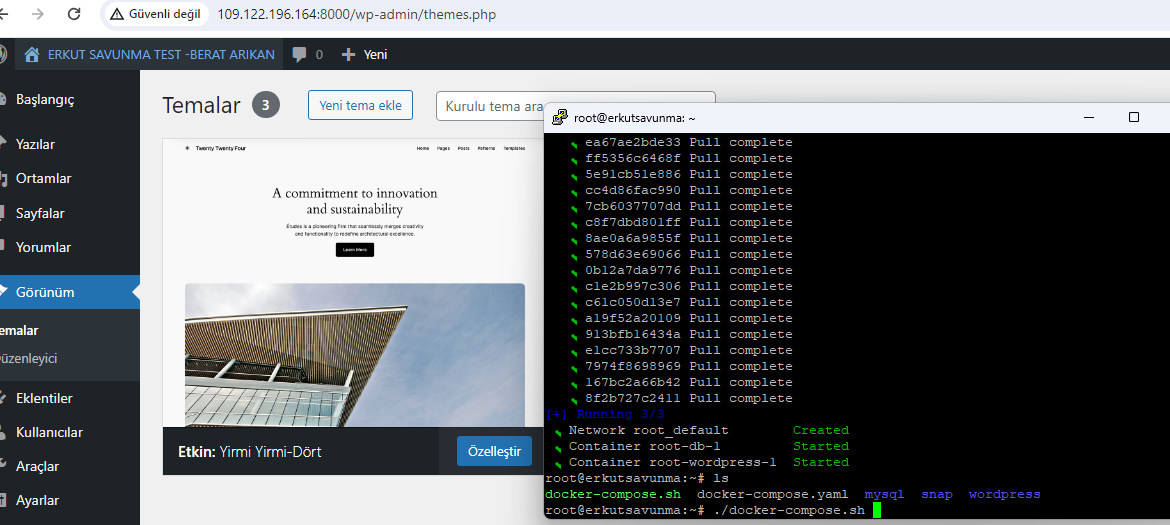 Güvenli değil
109.122.196.164:8000/wp-admin/themes.php
ERKUT SAVUNMA TEST -BERAT ARIKAN
0
Yeni
Başlangıç
Yazılar
Ortamlar
Sayfalar
Yorumlar
Görünüm
emalar
üzenleyici
Eklentiler
Kullanıcılar
Araçlar
Ayarlar
Temalar 3
Yeni tema ekle
Kurulu tema ara
Twenty Twenty Four
Home Pages Posts Patterns Templates
A commitment to innovation
and sustainability
Études is a pioneering firm that seamlessly merges creativity
and functionality to redefine architectural excellence.
Learn More
Etkin: Yirmi Yirmi-Dört
Özelleştir
root@erkutsavunma: ~
ea67ae2bde33 Pull complete
ff5356c6468f Pull complete
5e91cb51e886 Pull complete
cc4d86fac990 Pull complete
7cb6037707dd Pull complete
c8f7dbd801ff Pull complete
8ae0a6a9855f Pull complete
578d63e69066 Pull complete
0b12a7da9776 Pull complete
c1e2b997c306 Pull complete
c61c050d13e7 Pull complete
a19f52a20109 Pull complete
913bfb16434a Pull complete
e1cc733b7707 Pull complete
7974f8698969 Pull complete
167bc2a66b42 Pull complete
8f2b727c2411 Pull complete
[+] Running 3/3
Network root_default Created
Container root-db-1 Started
Container root-wordpress-1 Started
root@erkutsavunma:~# ls
docker-compose.sh docker-compose.yaml mysql snap wordpress
root@erkutsavunma:~# ./docker-compose.sh